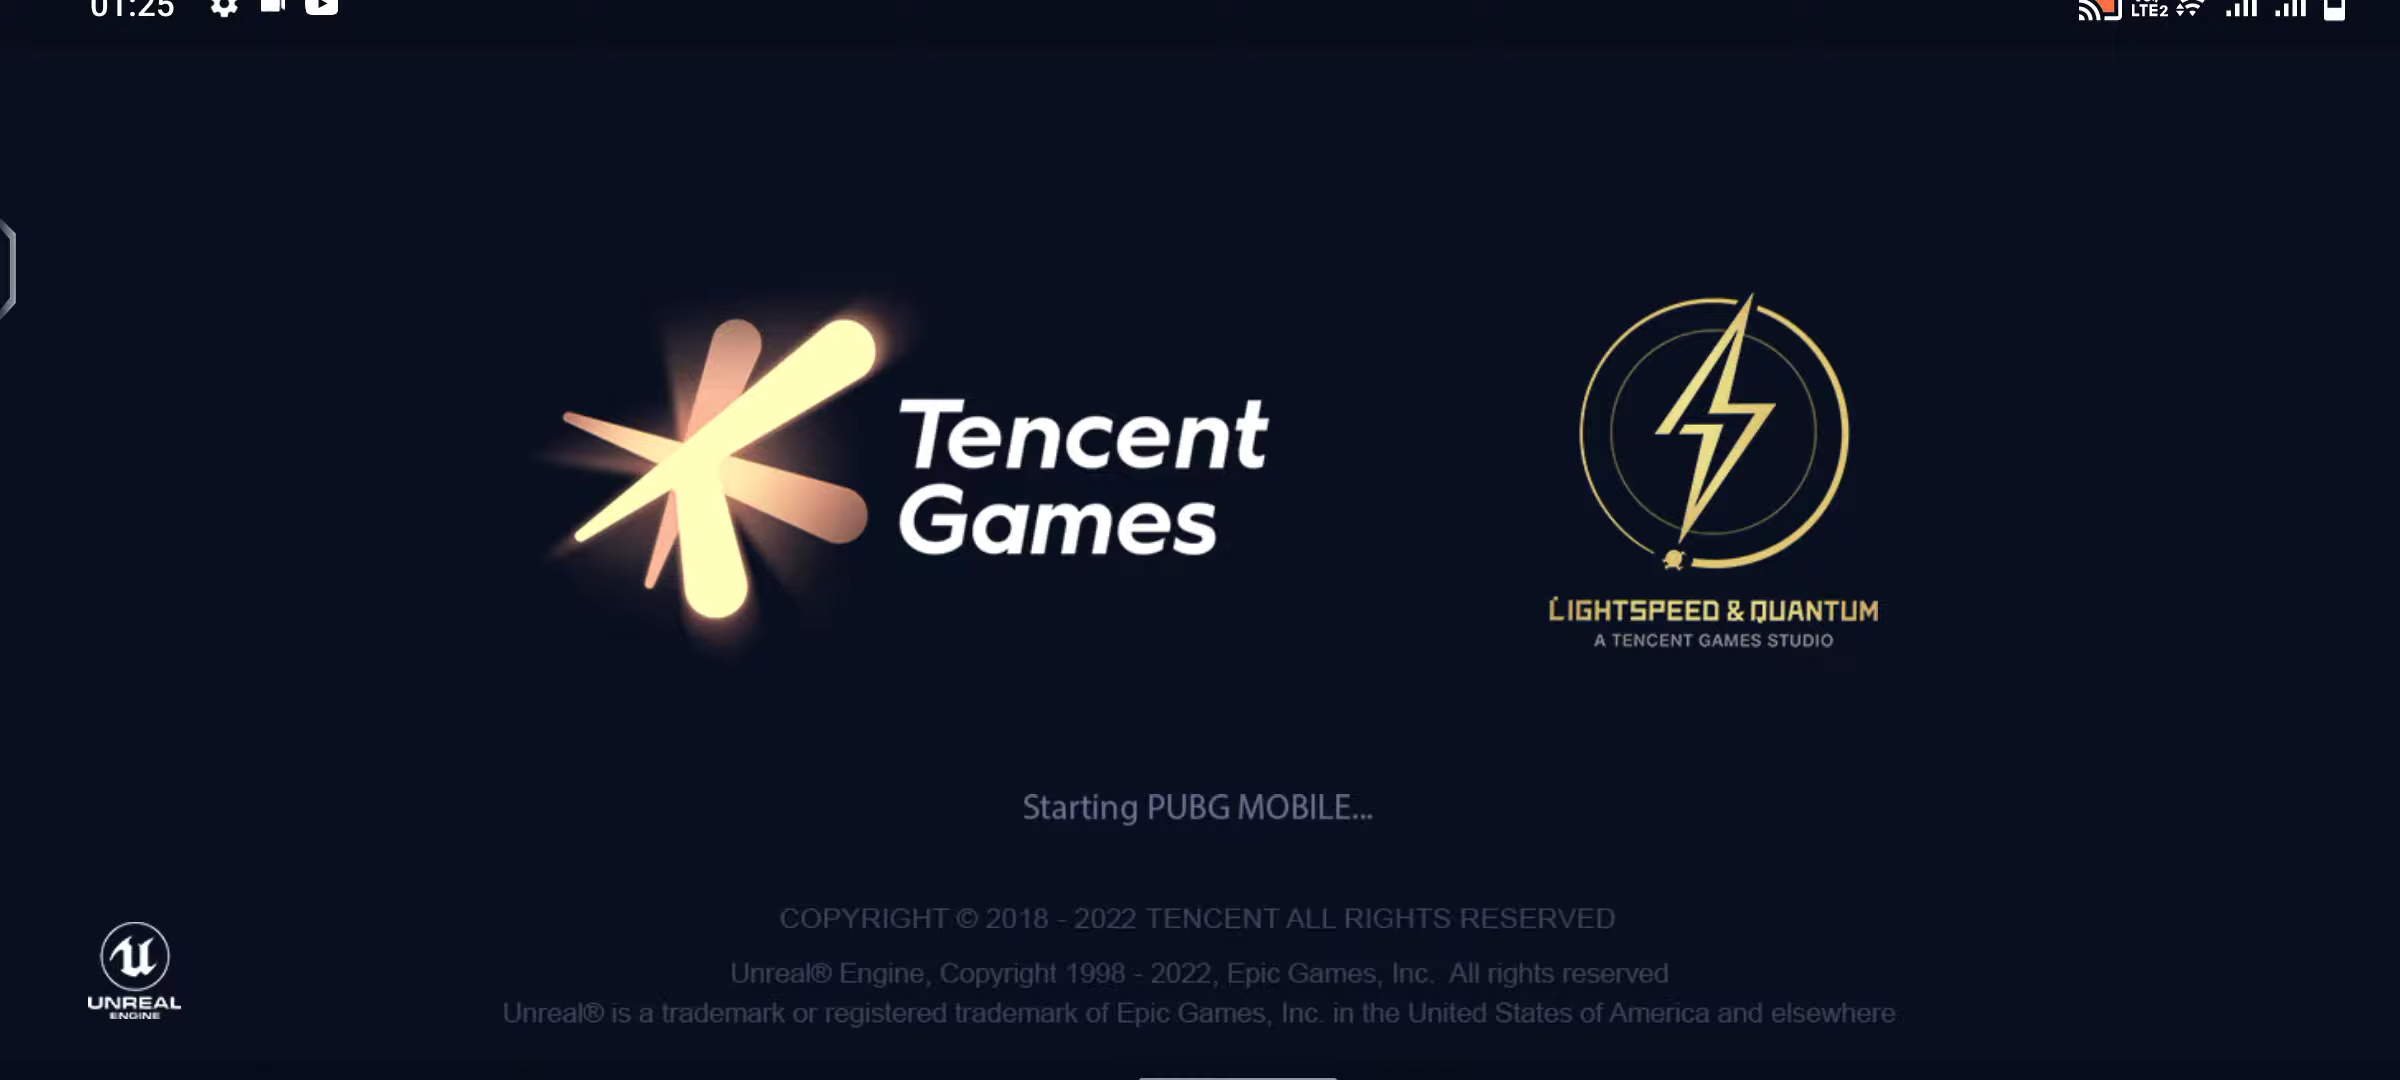 01:25
LTE2
Tencent
Games
LIGHTSPEED & QUANTUM
A TENCENT GAMES STUDIO
Starting PUBG MOBILE...
COPYRIGHT © 2018 - 2022 TENCENT ALL RIGHTS RESERVED
Unreal® Engine, Copyright 1998 - 2022, Epic Games, Inc. All rights reserved
Unreal® is a trademark or registered trademark of Epic Games, Inc. in the United States of America and elsewhere
UNREAL
ENGINE